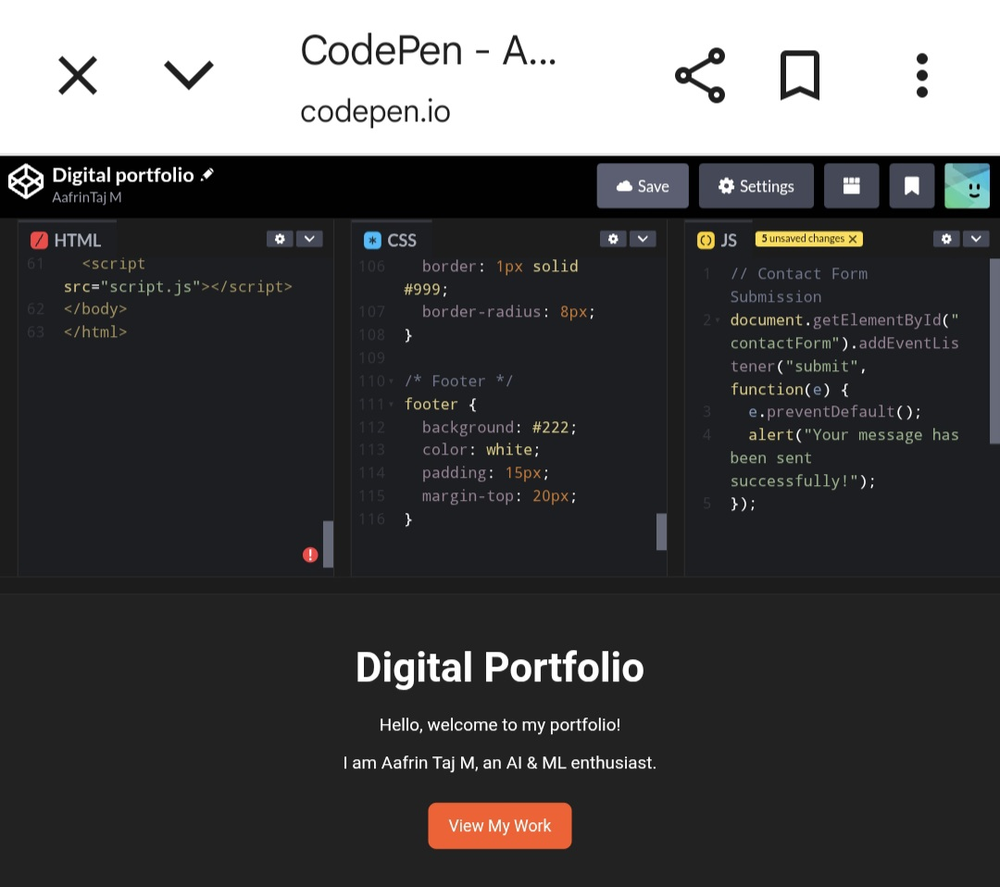 CodePen - A...
codepen.io
Digital portfolio
AafrinTaj M
Save
Settings
HTML
61 <script
src="script.js"></script>
62 </body>
63 </html>
CSS
106 border: 1px solid
#999;
107 border-radius: 8px;
108 }
109
110 /* Footer */
111 footer {
112 background: #222;
113 color: white;
114 padding: 15px;
115 margin-top: 20px;
116 }
JS
5 unsaved changes X
1 // Contact Form
Submission
2 document.getElementById("
contactForm").addEventLis
tener("submit",
function(e) {
3 e.preventDefault();
4 alert("Your message has
been sent
successfully!");
5 });
Digital Portfolio
Hello, welcome to my portfolio!
I am Aafrin Taj M, an AI & ML enthusiast.
View My Work